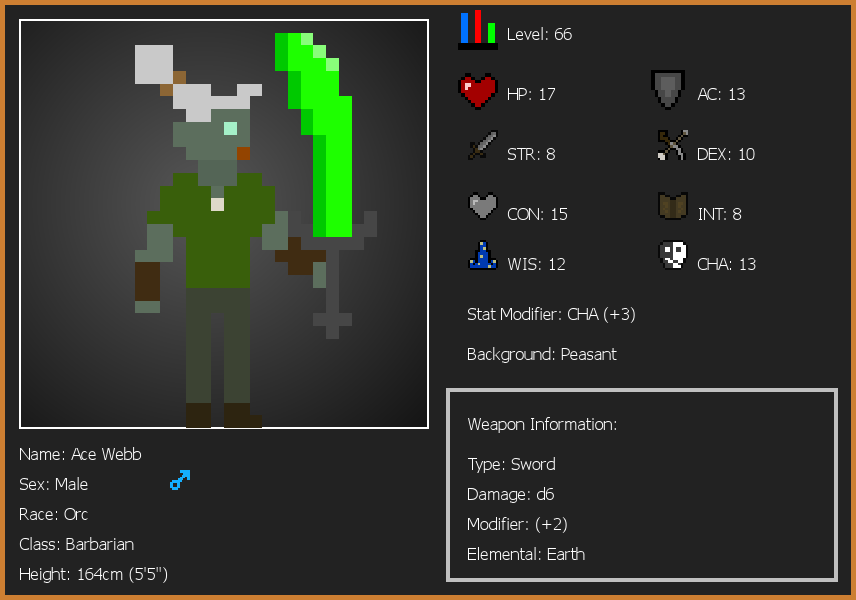 Level: 66
HP: 17
AC: 13
STR: 8
DEX: 10
CON: 15
INT: 8
WIS: 12
CHA: 13
Stat Modifier: CHA (+3)
Background: Peasant
Weapon Information:
Type: Sword
Damage: d6
Modifier: (+2)
Elemental: Earth
Name: Ace Webb
Sex: Male
Race: Orc
Class: Barbarian
Height: 164cm (5'5")